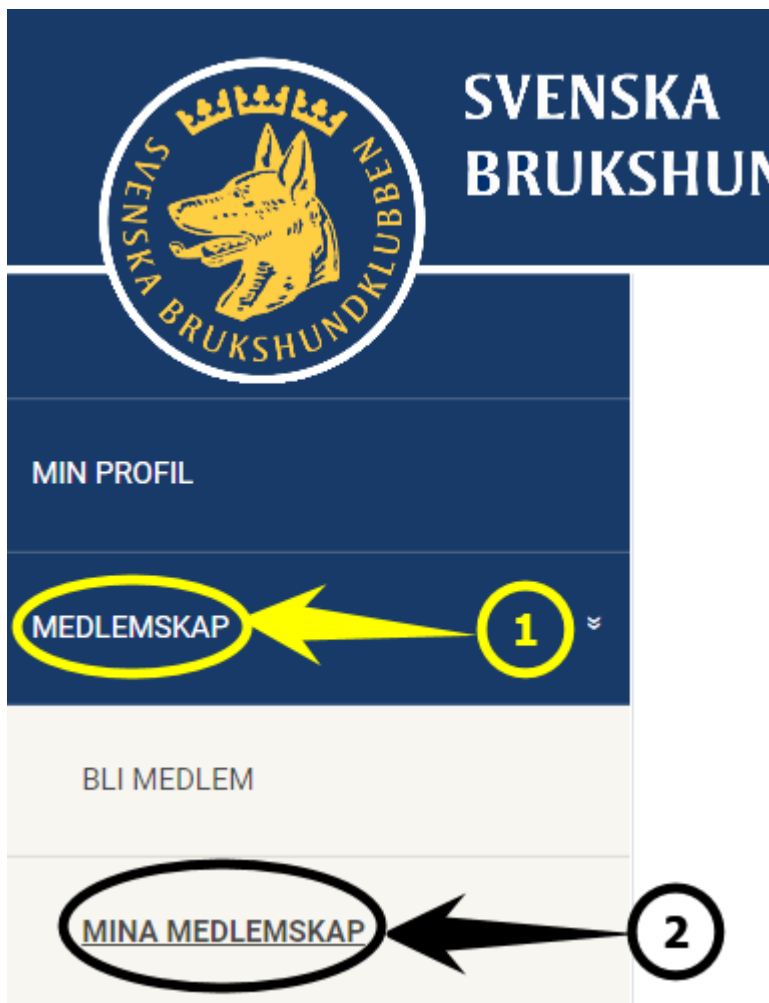 SVENSKA
BRUKSHUN
SVENSKA BRUKSHUNDKLUBBEN
MIN PROFIL
MEDLEMSKAP
1
BLI MEDLEM
MINA MEDLEMSKAP
2